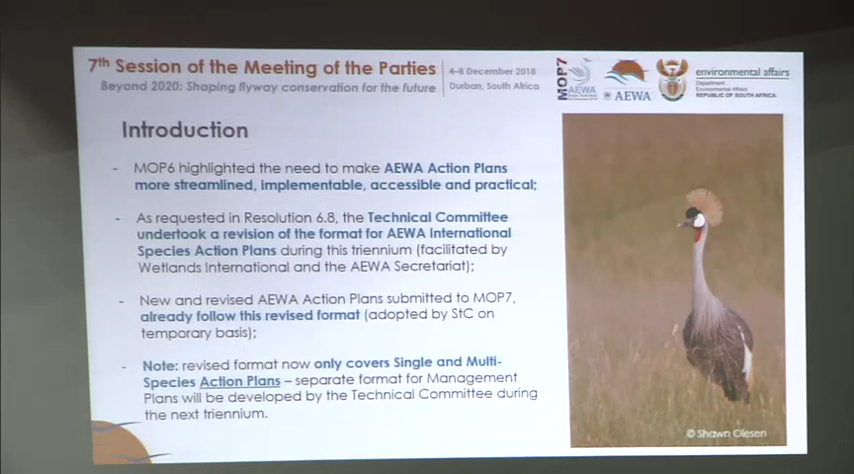 7th Session of the Meeting of the Parties
Beyond 2020: Shaping flyway conservation for the future
4-8 December 2018
Durban, South Africa
MOP7
AEWA
AEWA
environmental affairs
Department:
Environmental Affairs
REPUBLIC OF SOUTH AFRICA
Introduction
- MOP6 highlighted the need to make AEWA Action Plans
more streamlined, implementable, accessible and practical;
- As requested in Resolution 6.8, the Technical Committee
undertook a revision of the format for AEWA International
Species Action Plans during this triennium (facilitated by
Wetlands International and the AEWA Secretariat);
- New and revised AEWA Action Plans submitted to MOP7,
already follow this revised format (adopted by StC on
temporary basis);
- Note: revised format now only covers Single and Multi-
Species Action Plans – separate format for Management
Plans will be developed by the Technical Committee during
the next triennium.
© Shawn Olesen